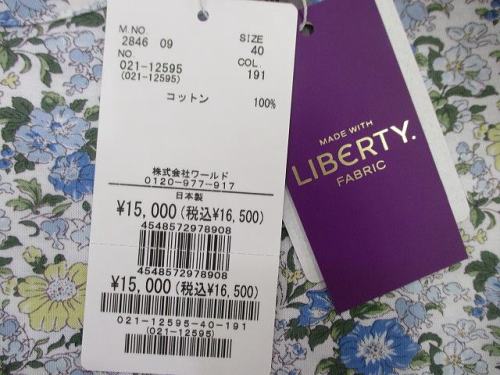 M.NO.
2846 09
SIZE
40
NO.
021-12595
(021-12595)
COL.
191
コットン 100%
株式会社ワールド
0120-977-917
日本製
¥15,000(税込¥16,500)
4548572978908
4548572978908
¥15,000(税込¥16,500)
021-12595-40-191
(021-12595)
MADE WITH
LIBERTY.
FABRIC